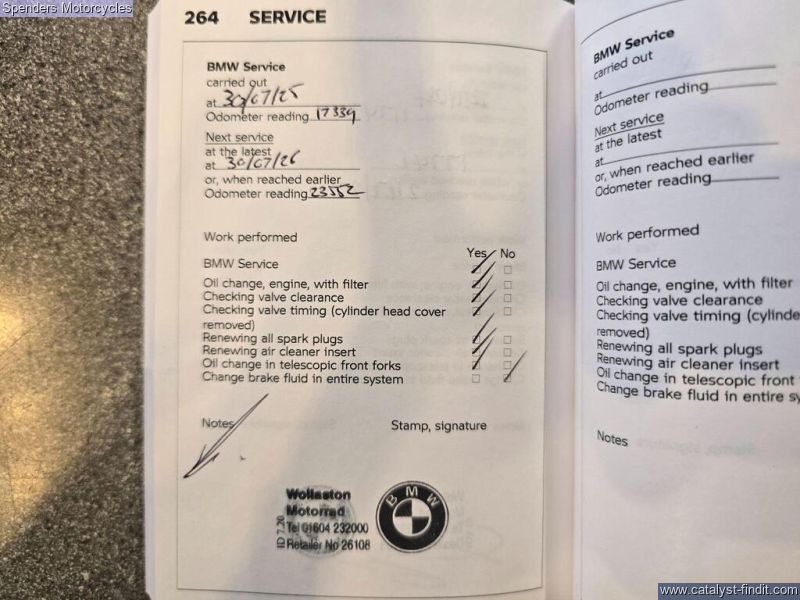 Spenders Motorcycles
264 SERVICE
BMW Service
carried out
at 30/07/25
Odometer reading 17339
Next service
at the latest
at 30/07/26
or, when reached earlier
Odometer reading
Work performed
Yes No
BMW Service
Oil change, engine, with filter
Checking valve clearance
Checking valve timing (cylinder head cover
removed)
Renewing all spark plugs
Renewing air cleaner insert
Oil change in telescopic front forks
Change brake fluid in entire system
Notes
Stamp, signature
Wollaston
Motorrad
Tel 01604 232000
Retailer No 26108
ID 7.20
BMW
BMW Service
carried out
at
Odometer reading
Next service
at the latest
at
or, when reached earlier
Odometer reading
Work performed
BMW Service
Oil change, engine, with filter
Checking valve clearance
Checking valve timing (cylinde
removed)
Renewing all spark plugs
Renewing air cleaner insert
Oil change in telescopic front
Change brake fluid in entire sy
Notes
www.catalyst-findit.com